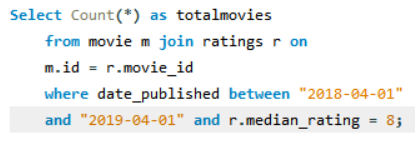 Select Count(*) as totalmovies
from movie m join ratings r on
m.id = r.movie_id
where date_published between "2018-04-01"
and "2019-04-01" and r.median_rating = 8;